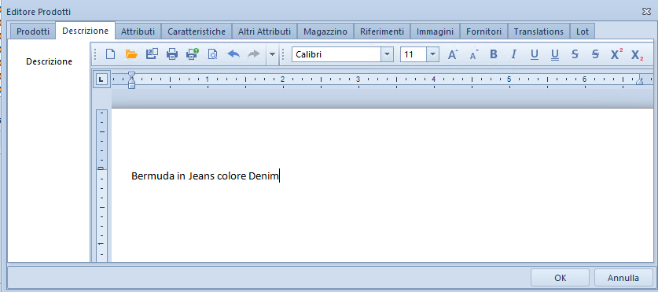 Editore Prodotti
Prodotti Descrizione Attributi Caratteristiche Altri Attributi Magazzino Riferimenti Immagini Fornitori Translations Lot
Descrizione
Calibri 11 A A B I U U S S X² X₂
L 1 2 3 4 5 6
Bermuda in Jeans colore Denim
OK Annulla